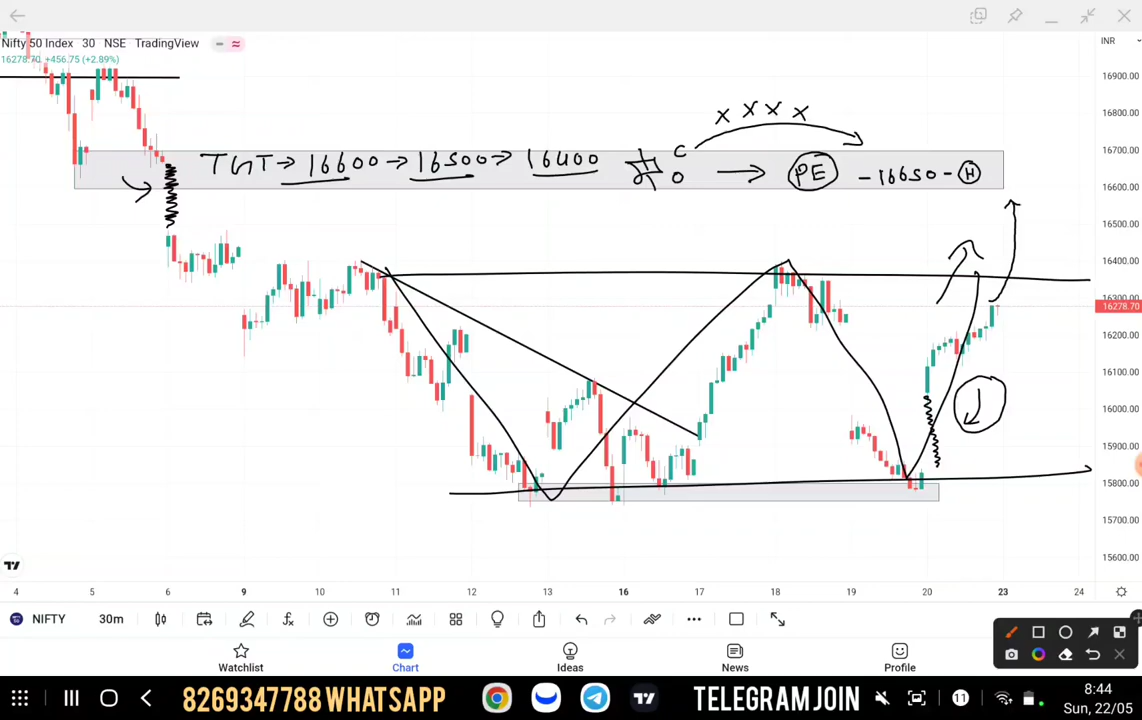 Nifty 50 Index 30 NSE TradingView
16278.70 +456.75 (+2.89%)
INR
16900.00
16800.00
16700.00
16600.00
16500.00
16400.00
16300.00
16278.70
16200.00
16100.00
16000.00
15900.00
15800.00
15700.00
15600.00
x x x x
TGT → 16600 → 16500 → 16400
C
O
→ PE - 16650 - H
4 5 6 9 10 11 12 13 16 17 18 19 20 23 24
NIFTY 30m
Watchlist Chart Ideas News Profile
8269347788 WHATSAPP TELEGRAM JOIN 11 8:44
Sun, 22/05